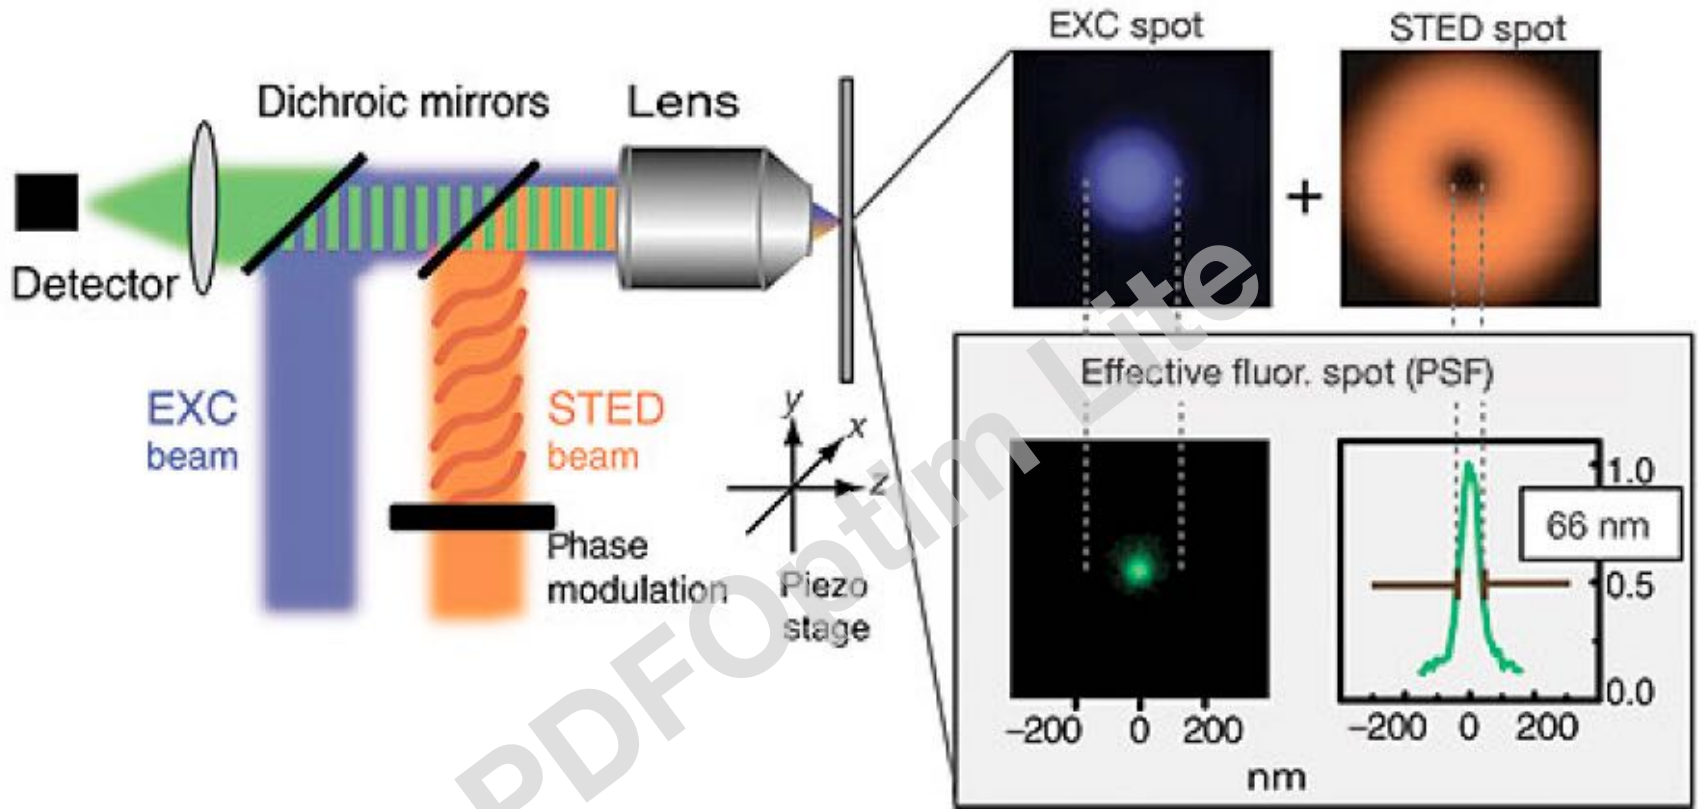 EXC spot
STED spot
Dichroic mirrors
Lens
Detector
+
EXC
beam
STED
beam
Phase
modulation
y
x
z
Piezo
stage
Effective fluor. spot (PSF)
1.0
66 nm
0.5
0.0
−200 0 200
−200 0 200
nm
PDFOptim Lite